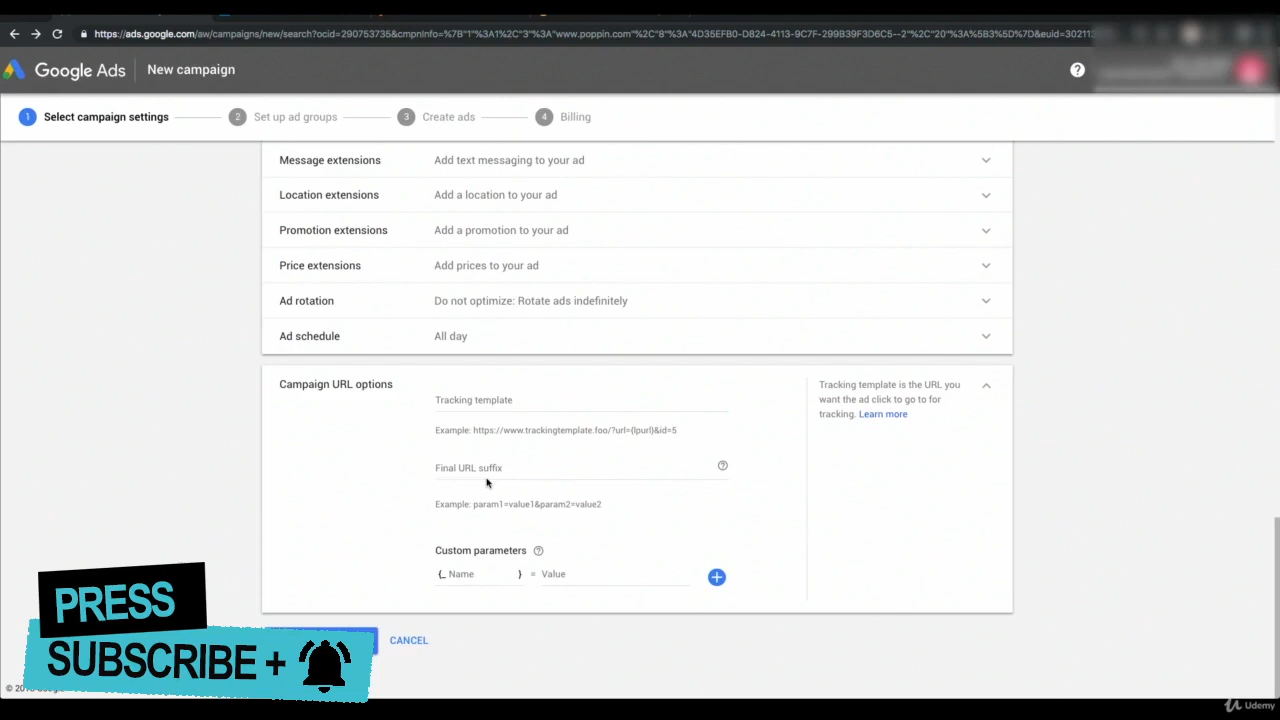 https://ads.google.com/aw/campaigns/new/search?ocid=290753735&cmpnInfo=%7B"1"%3A1%2C"3"%3A"www.poppin.com"%2C"8"%3A"4D35EFB0-D824-4113-9C7F-299B39F3D6C5--2"%2C"20"%3A%5B3%5D%7D&euid=30211
Google Ads New campaign
1 Select campaign settings 2 Set up ad groups 3 Create ads 4 Billing
Message extensions Add text messaging to your ad
Location extensions Add a location to your ad
Promotion extensions Add a promotion to your ad
Price extensions Add prices to your ad
Ad rotation Do not optimize: Rotate ads indefinitely
Ad schedule All day
Campaign URL options
Tracking template
Example: https://www.trackingtemplate.foo/?url={lpurl}&id=5
Final URL suffix
Example: param1=value1&param2=value2
Custom parameters
{_ Name } = Value
Tracking template is the URL you
want the ad click to go to for
tracking. Learn more
CANCEL
PRESS
SUBSCRIBE +
Udemy